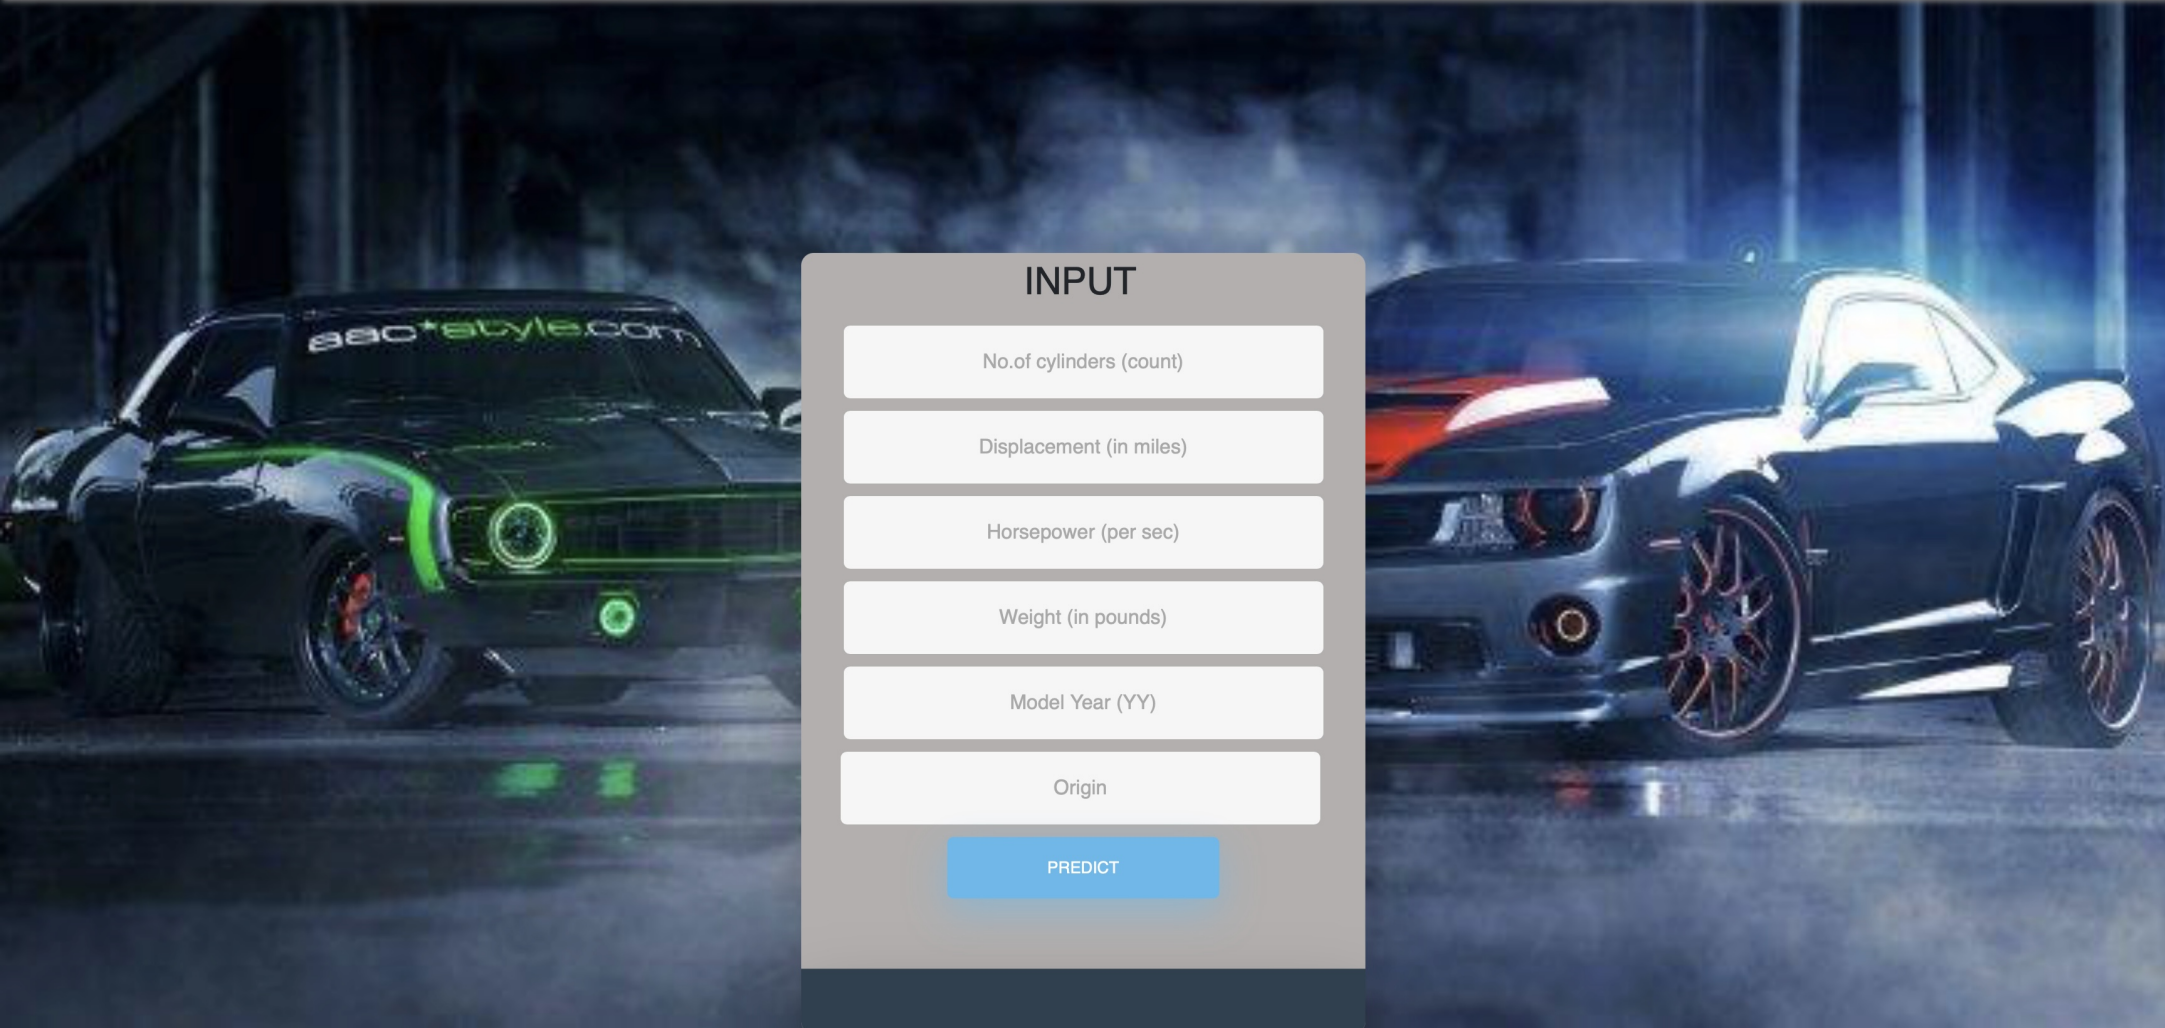 880*style.com
INPUT
No.of cylinders (count)
Displacement (in miles)
Horsepower (per sec)
Weight (in pounds)
Model Year (YY)
Origin
PREDICT